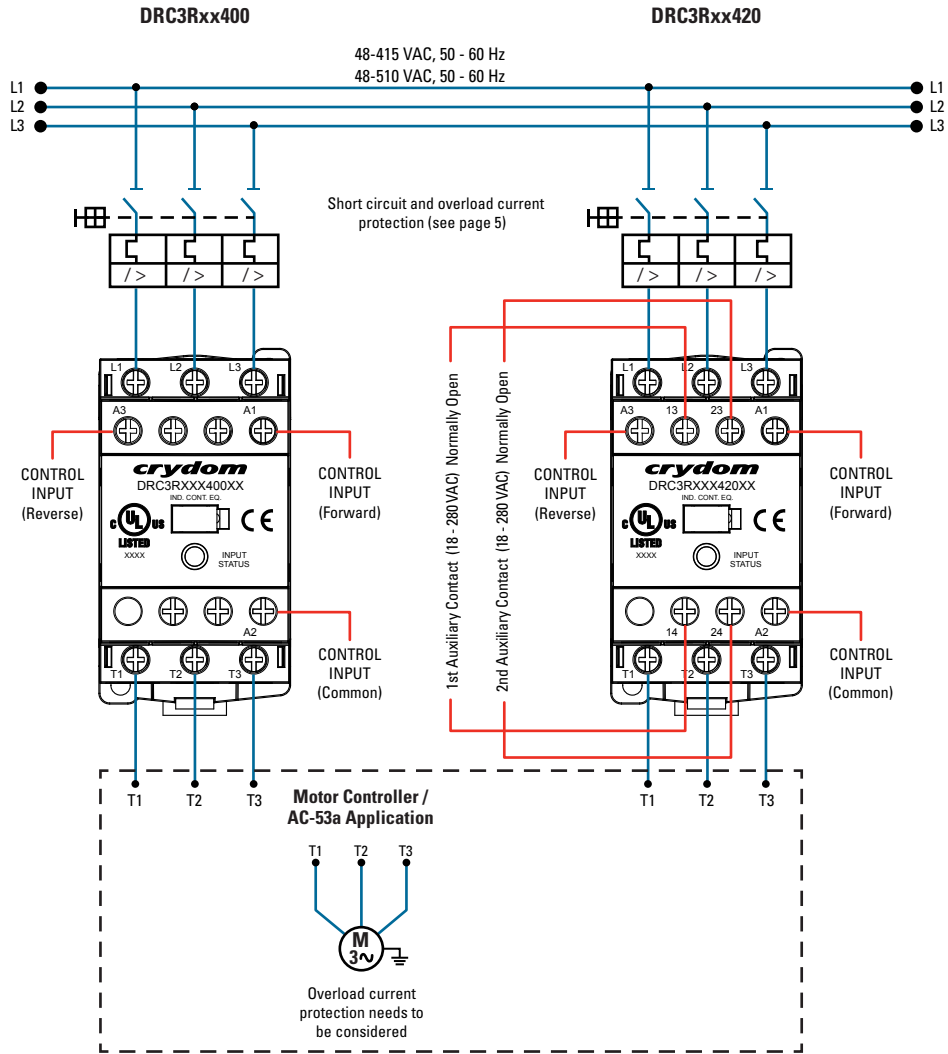 DRC3Rxx400
DRC3Rxx420
48-415 VAC, 50 - 60 Hz
48-510 VAC, 50 - 60 Hz
L1
L2
L3
L1
L2
L3
Short circuit and overload current
protection (see page 5)
/ >
/ >
/ >
/ >
/ >
/ >
L1
L2
L3
A3
A1
CONTROL
INPUT
(Reverse)
crydom
DRC3RXXX400XX
IND. CONT. EQ.
C
UL
US
LISTED
XXXX
CE
INPUT
STATUS
CONTROL
INPUT
(Forward)
A2
T1
T2
T3
CONTROL
INPUT
(Common)
1st Auxiliary Contact (18 - 280 VAC) Normally Open
2nd Auxiliary Contact (18 - 280 VAC) Normally Open
L1
L2
L3
A3
13
23
A1
CONTROL
INPUT
(Reverse)
crydom
DRC3RXXX420XX
IND. CONT. EQ.
C
UL
US
LISTED
XXXX
CE
INPUT
STATUS
CONTROL
INPUT
(Forward)
14
24
A2
T1
T2
T3
CONTROL
INPUT
(Common)
T1
T2
T3
T1
T2
T3
Motor Controller /
AC-53a Application
T1
T2
T3
M
3~
Overload current
protection needs to
be considered